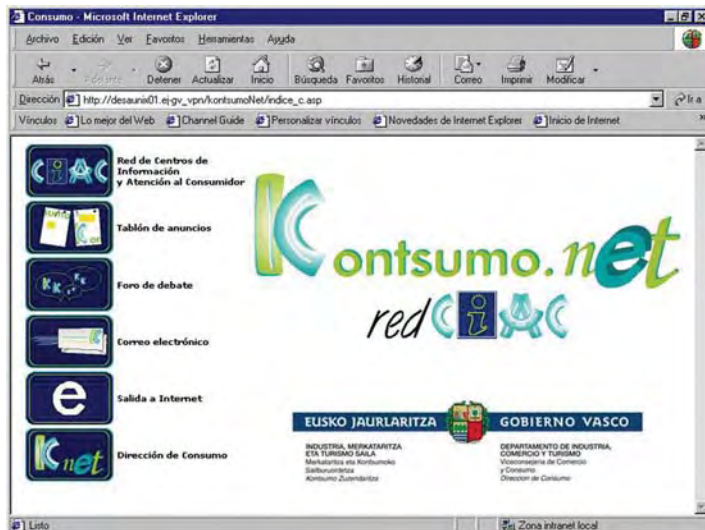 Consumo - Microsoft Internet Explorer
Archivo Edición Ver Favoritos Herramientas Ayuda
Atrás Adelante Detener Actualizar Inicio Búsqueda Favoritos Historial Correo Imprimir Modificar
Dirección http://desaunix01.ej-gv_vpn/kontsumoNet/indice_c.asp Ir a
Vínculos Lo mejor del Web Channel Guide Personalizar vínculos Novedades de Internet Explorer Inicio de Internet »
CiAC
Red de Centros de
Información
y Atención al Consumidor
Tablón de anuncios
Foro de debate
Correo electrónico
e
Salida a Internet
K net
Dirección de Consumo
Kontsumo.net
red CiAC
EUSKO JAURLARITZA GOBIERNO VASCO
INDUSTRIA, MERKATARITZA
ETA TURISMO SAILA
Merkataritza eta Kontsumoko
Sailburuordetza
Kontsumo Zuzendaritza
DEPARTAMENTO DE INDUSTRIA,
COMERCIO Y TURISMO
Viceconsejería de Comercio
y Consumo
Dirección de Consumo
Listo Zona intranet local